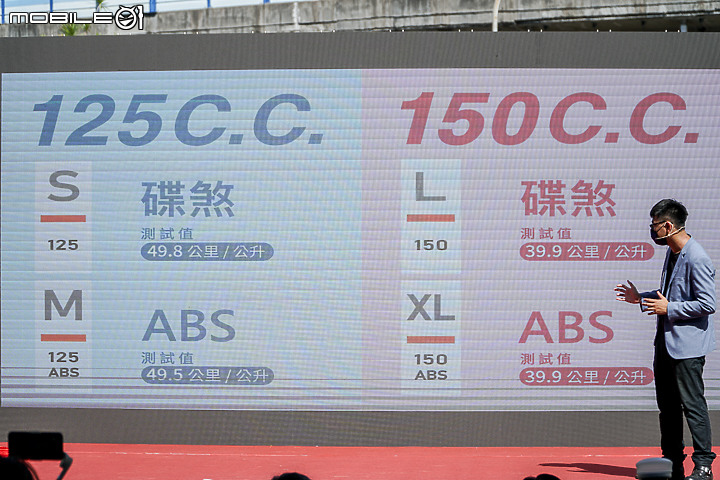 MOBILE01
125C.C.
S
125
碟煞
測試值
49.8 公里/公升
M
125
ABS
ABS
測試值
49.5 公里/公升
150C.C.
L
150
碟煞
測試值
39.9 公里/公升
XL
150
ABS
ABS
測試值
39.9 公里/公升